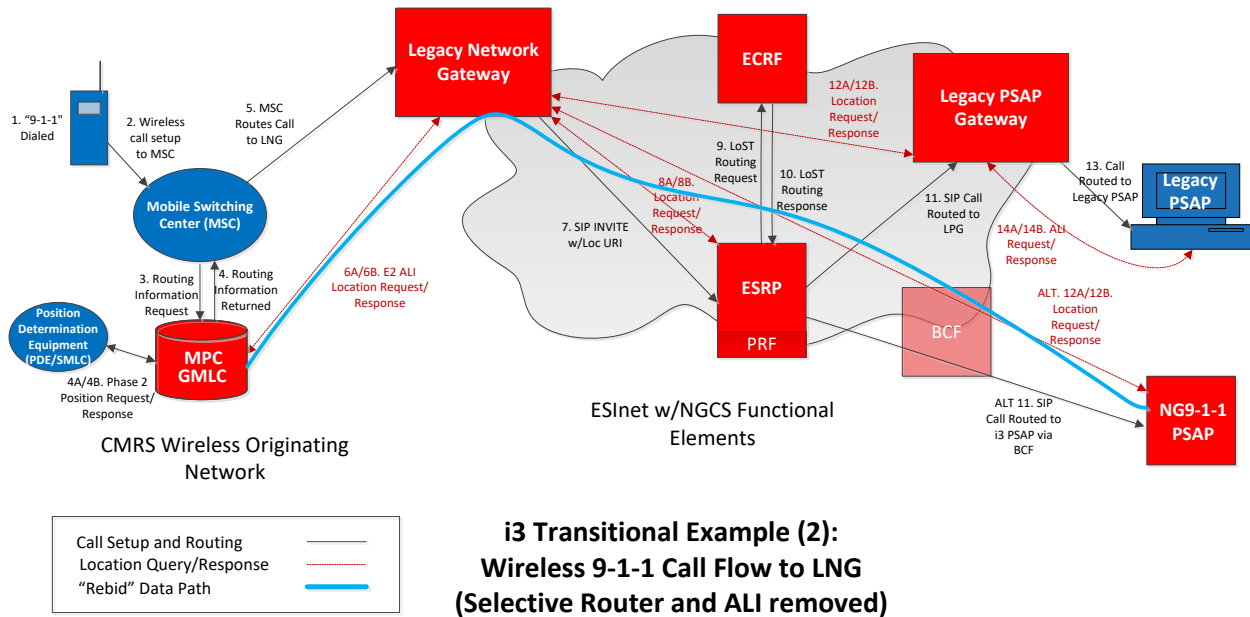 Legacy Network
Gateway
ECRF
Legacy PSAP
Gateway
12A/12B.
Location
Request/
Response
1. “9-1-1"
Dialed
2. Wireless
call setup
to MSC
5. MSC
Routes Call
to LNG
9. LoST
Routing
Request
10. LoST
Routing
Response
13. Call
Routed to
Legacy PSAP
Legacy
PSAP
Mobile Switching
Center (MSC)
8A/8B.
Location
Request/
Response
7. SIP INVITE
w/Loc URI
11. SIP Call
Routed to
LPG
14A/14B. ALI
Request/
Response
3. Routing
Information
Request
4. Routing
Information
Returned
6A/6B. E2 ALI
Location Request/
Response
ESRP
PRF
BCF
ALT. 12A/12B.
Location
Request/
Response
Position
Determination
Equipment
(PDE/SMLC)
MPC
GMLC
4A/4B. Phase 2
Position Request/
Response
ALT 11. SIP
Call Routed to
i3 PSAP via
BCF
NG9-1-1
PSAP
CMRS Wireless Originating
Network
ESInet w/NGCS Functional
Elements
Call Setup and Routing
Location Query/Response
“Rebid” Data Path
i3 Transitional Example (2):
Wireless 9-1-1 Call Flow to LNG
(Selective Router and ALI removed)